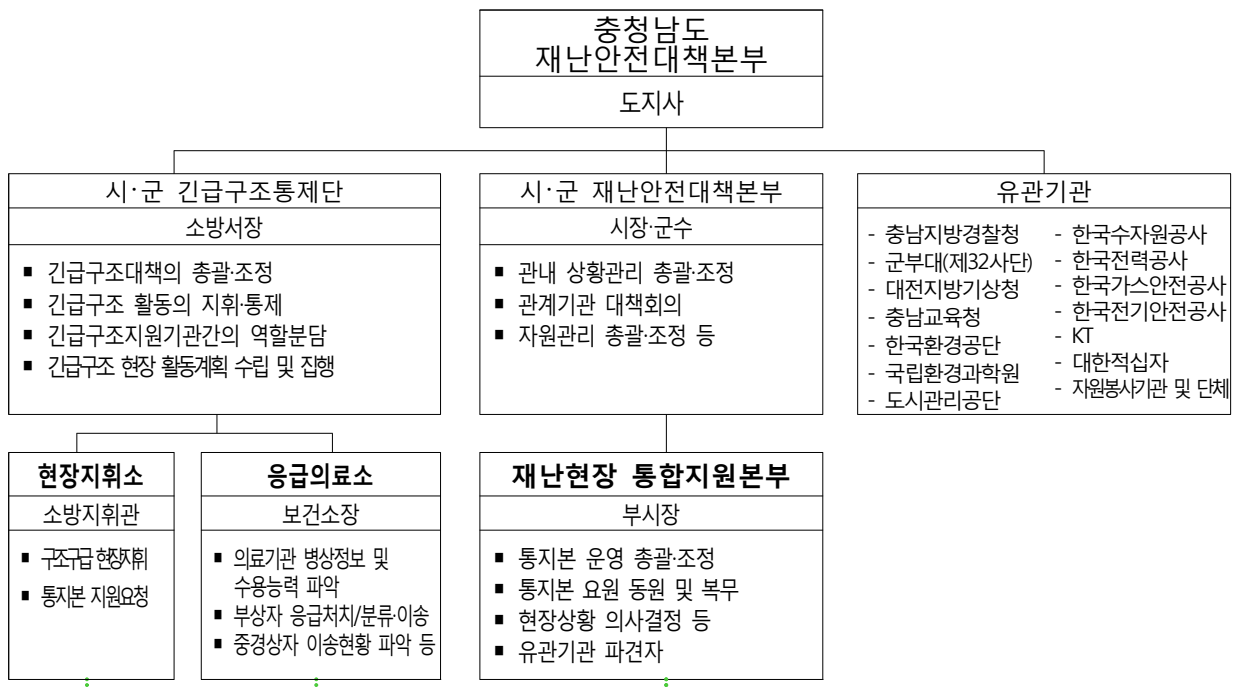 충청남도
재난안전대책본부
도지사
시·군 긴급구조통제단
소방서장
▪ 긴급구조대책의 총괄·조정
▪ 긴급구조 활동의 지휘·통제
▪ 긴급구조지원기관간의 역할분담
▪ 긴급구조 현장 활동계획 수립 및 집행
시·군 재난안전대책본부
시장·군수
▪ 관내 상황관리 총괄·조정
▪ 관계기관 대책회의
▪ 자원관리 총괄·조정 등
유관기관
- 충남지방경찰청
- 군부대(제32사단)
- 대전지방기상청
- 충남교육청
- 한국환경공단
- 국립환경과학원
- 도시관리공단
- 한국수자원공사
- 한국전력공사
- 한국가스안전공사
- 한국전기안전공사
- KT
- 대한적십자
- 자원봉사기관 및 단체
현장지휘소
소방지휘관
▪ 구조구급 현장지휘
▪ 통지본 지원요청
응급의료소
보건소장
▪ 의료기관 병상정보 및
수용능력 파악
▪ 부상자 응급처치/분류·이송
▪ 중경상자 이송현황 파악 등
재난현장 통합지원본부
부시장
▪ 통지본 운영 총괄·조정
▪ 통지본 요원 동원 및 복무
▪ 현장상황 의사결정 등
▪ 유관기관 파견자